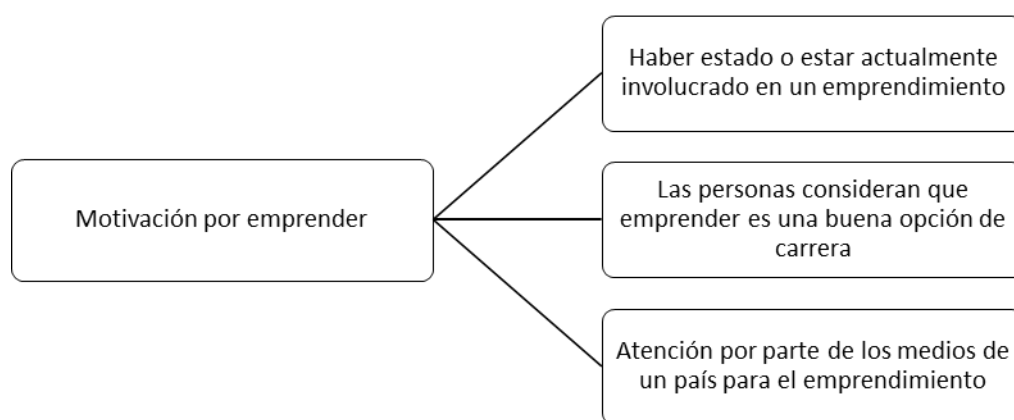 Haber estado o estar actualmente
involucrado en un emprendimiento
Motivación por emprender
Las personas consideran que
emprender es una buena opción de
carrera
Atención por parte de los medios de
un país para el emprendimiento